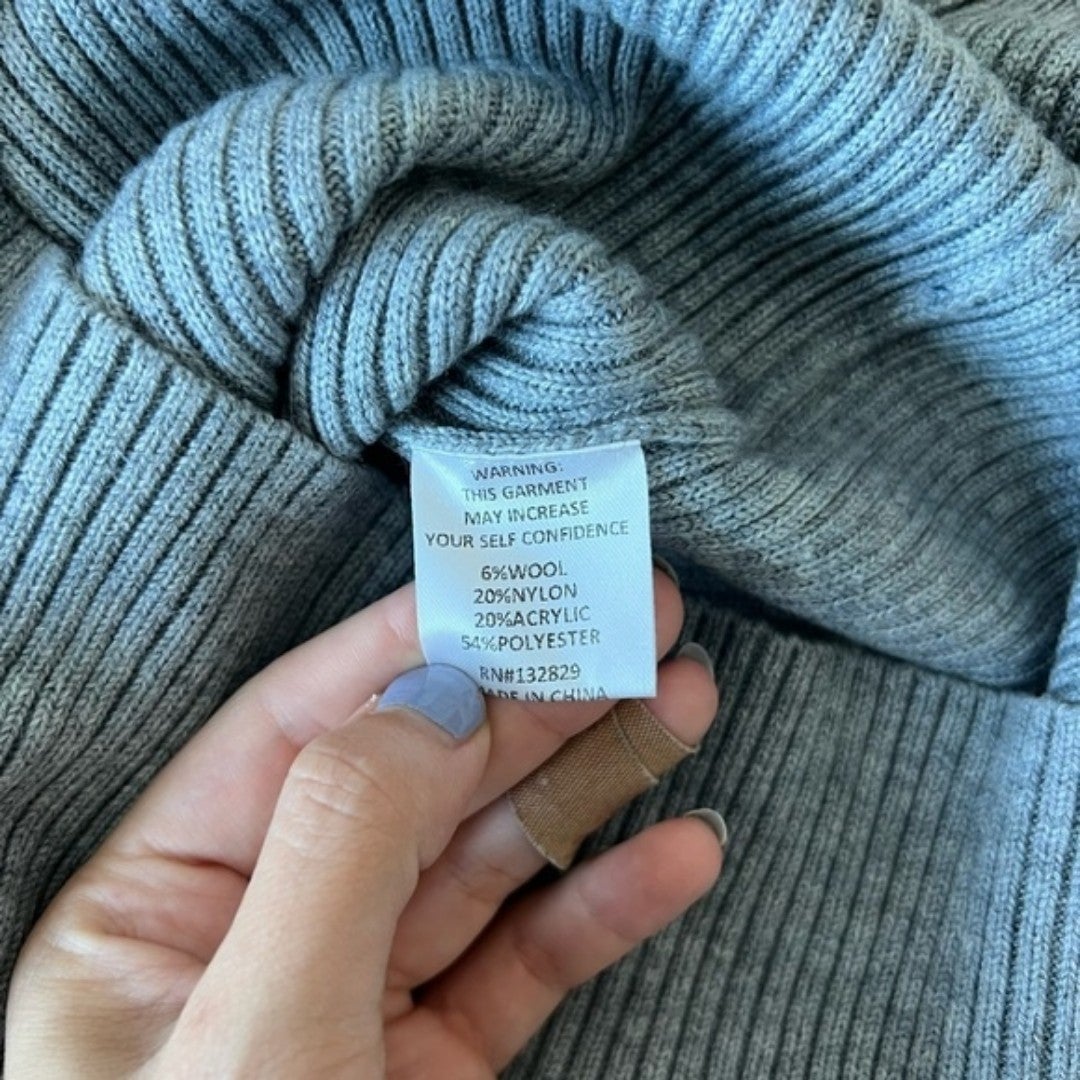 WARNING:
THIS GARMENT
MAY INCREASE
YOUR SELF CONFIDENCE
6%WOOL
20%NYLON
20%ACRYLIC
54%POLYESTER
RN#132829
MADE IN CHINA